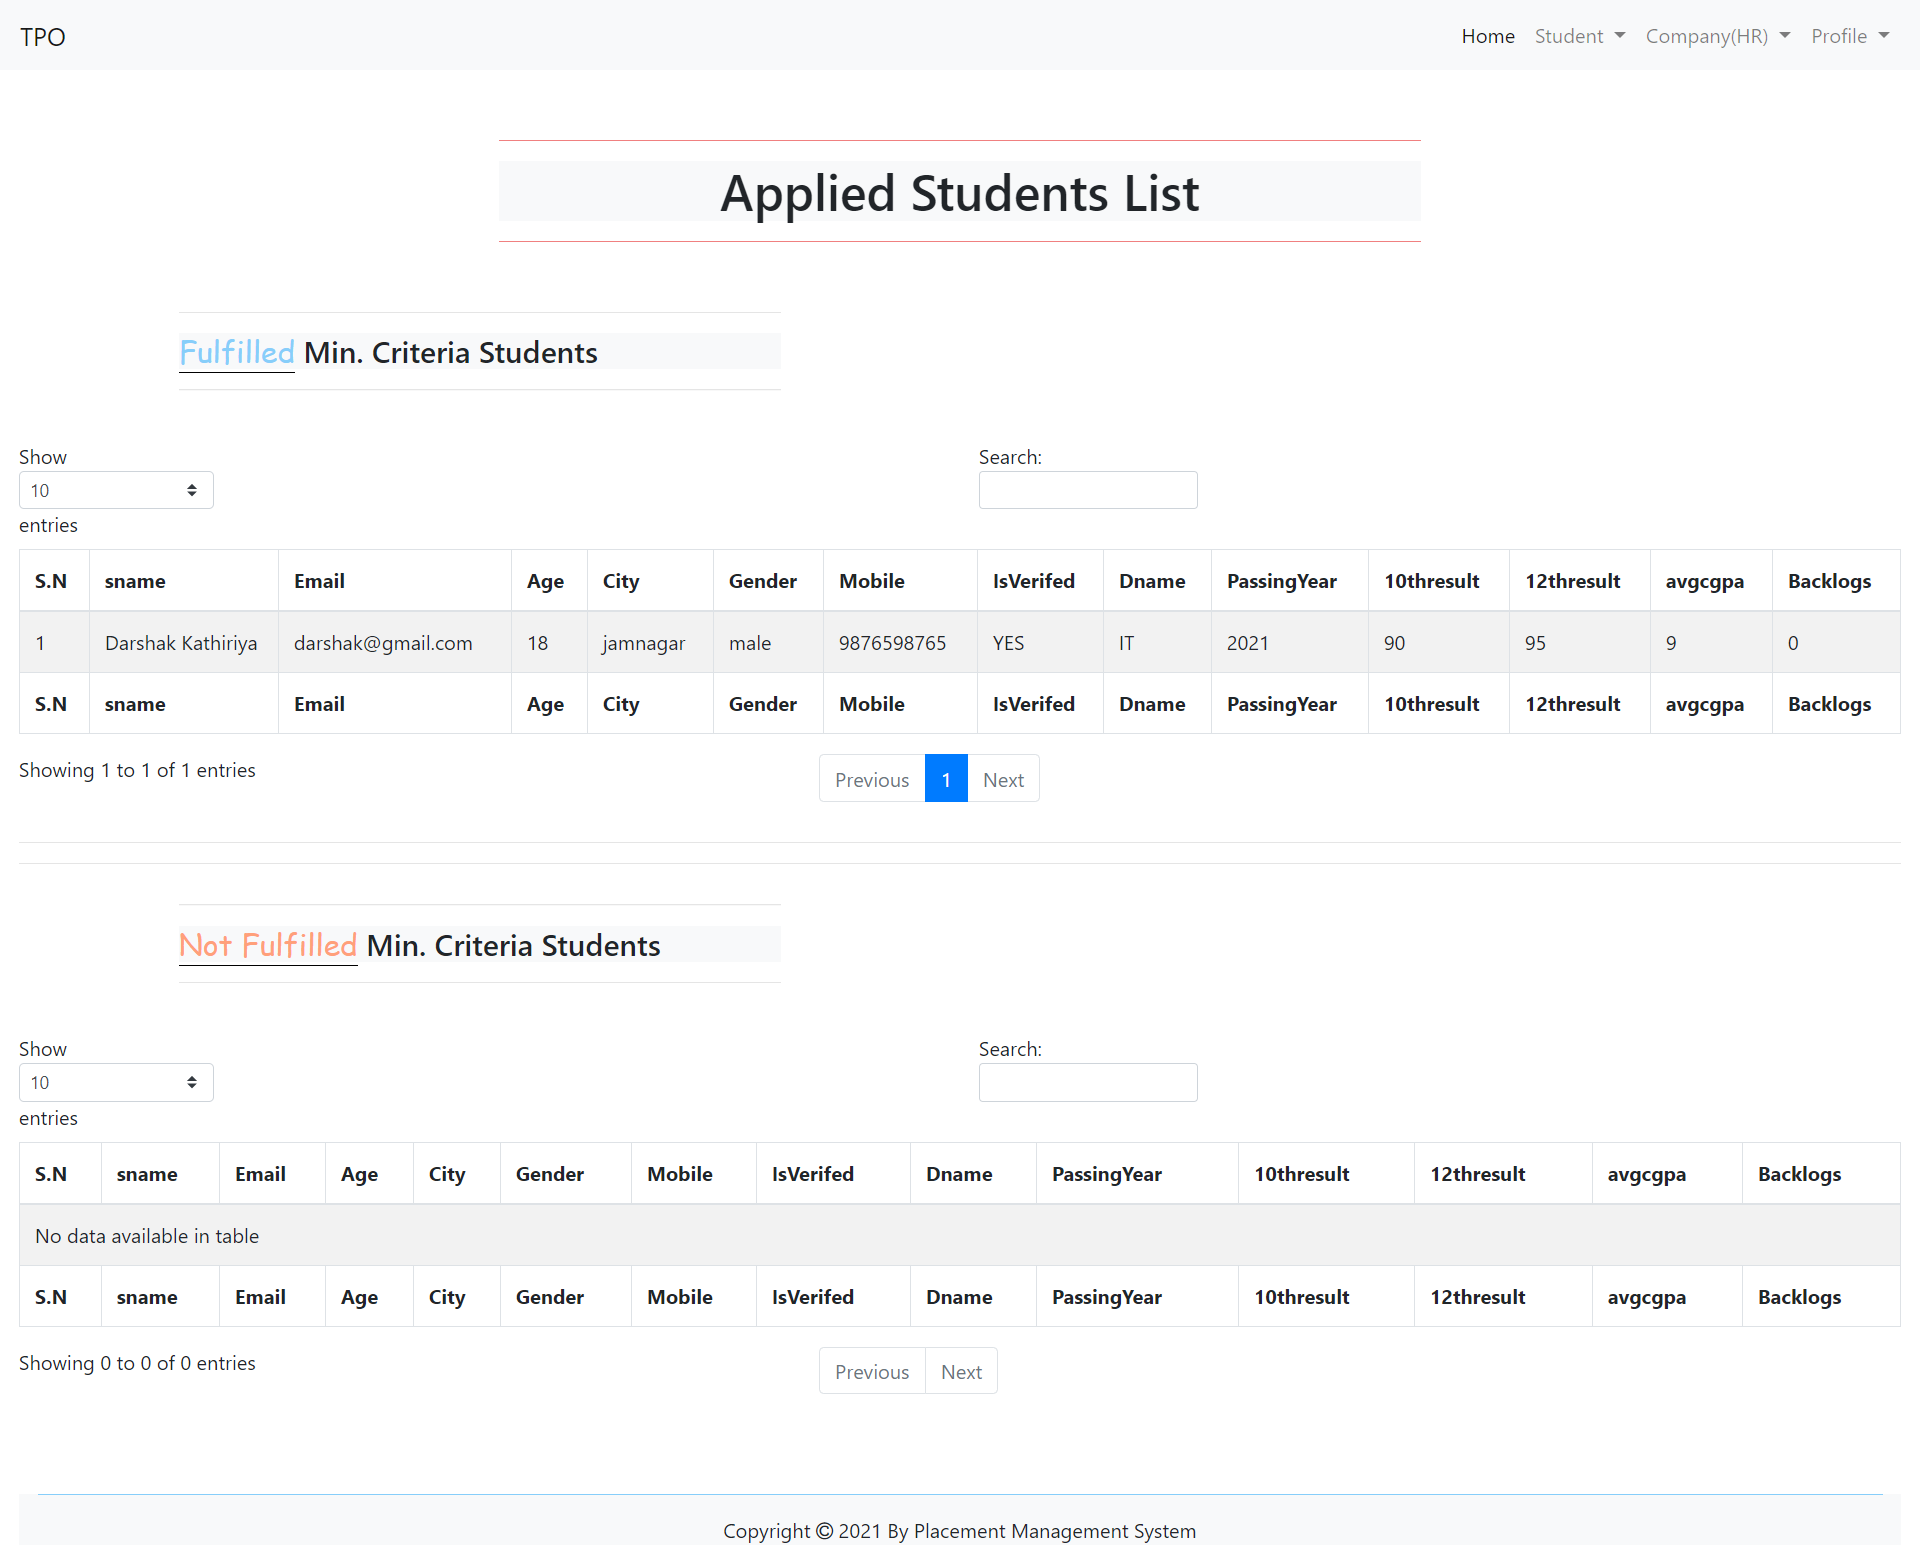 TPO
Home Student Company(HR) Profile
Applied Students List
Fulfilled Min. Criteria Students
Show Search:
10
entries
S.N sname Email Age City Gender Mobile IsVerifed Dname PassingYear 10thresult 12thresult avgcgpa Backlogs
1 Darshak Kathiriya darshak@gmail.com 18 jamnagar male 9876598765 YES IT 2021 90 95 9 0
S.N sname Email Age City Gender Mobile IsVerifed Dname PassingYear 10thresult 12thresult avgcgpa Backlogs
Showing 1 to 1 of 1 entries Previous 1 Next
Not Fulfilled Min. Criteria Students
Show Search:
10
entries
S.N sname Email Age City Gender Mobile IsVerifed Dname PassingYear 10thresult 12thresult avgcgpa Backlogs
No data available in table
S.N sname Email Age City Gender Mobile IsVerifed Dname PassingYear 10thresult 12thresult avgcgpa Backlogs
Showing 0 to 0 of 0 entries Previous Next
Copyright © 2021 By Placement Management System